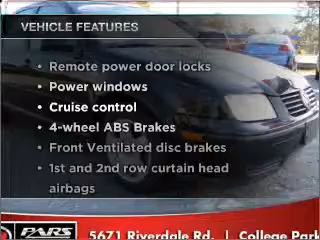 VEHICLE FEATURES
• Remote power door locks
• Power windows
• Cruise control
• 4-wheel ABS Brakes
• Front Ventilated disc brakes
• 1st and 2nd row curtain head
airbags
PARS
5671 Riverdale Rd. | College Park